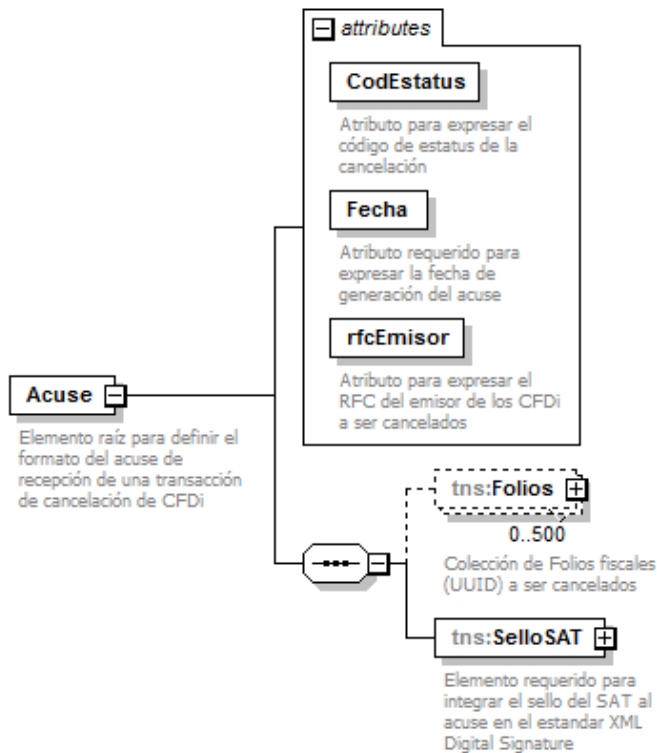 attributes
CodEstatus
Atributo para expresar el
código de estatus de la
cancelación
Fecha
Atributo requerido para
expresar la fecha de
generación del acuse
rfcEmisor
Atributo para expresar el
RFC del emisor de los CFDi
a ser cancelados
Acuse
Elemento raíz para definir el
formato del acuse de
recepción de una transacción
de cancelación de CFDi
tns:Folios
0..500
Colección de Folios fiscales
(UUID) a ser cancelados
tns:SelloSAT
Elemento requerido para
integrar el sello del SAT al
acuse en el estandar XML
Digital Signature